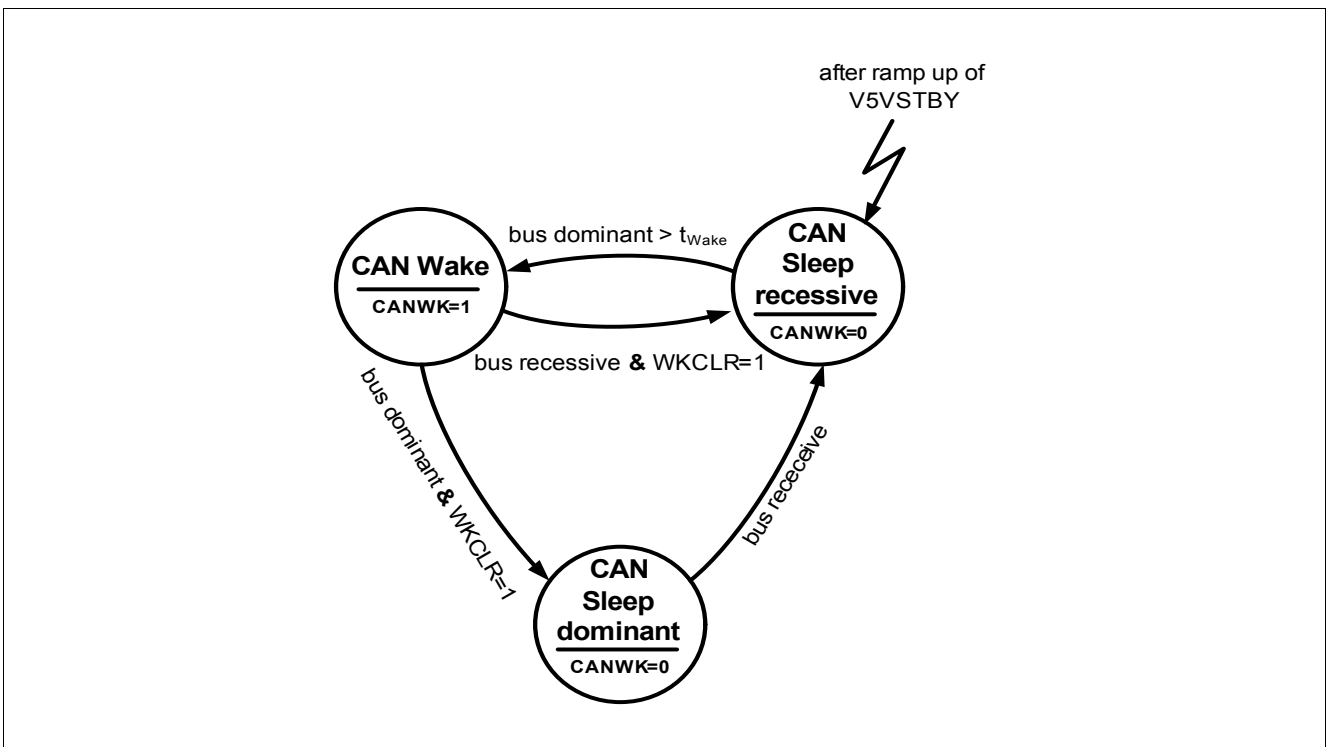 after ramp up of
V5VSTBY
bus dominant > tWake
CAN Wake
CANWK=1
CAN
Sleep
recessive
CANWK=0
bus recessive & WKCLR=1
bus dominant & WKCLR=1
bus receceive
CAN
Sleep
dominant
CANWK=0